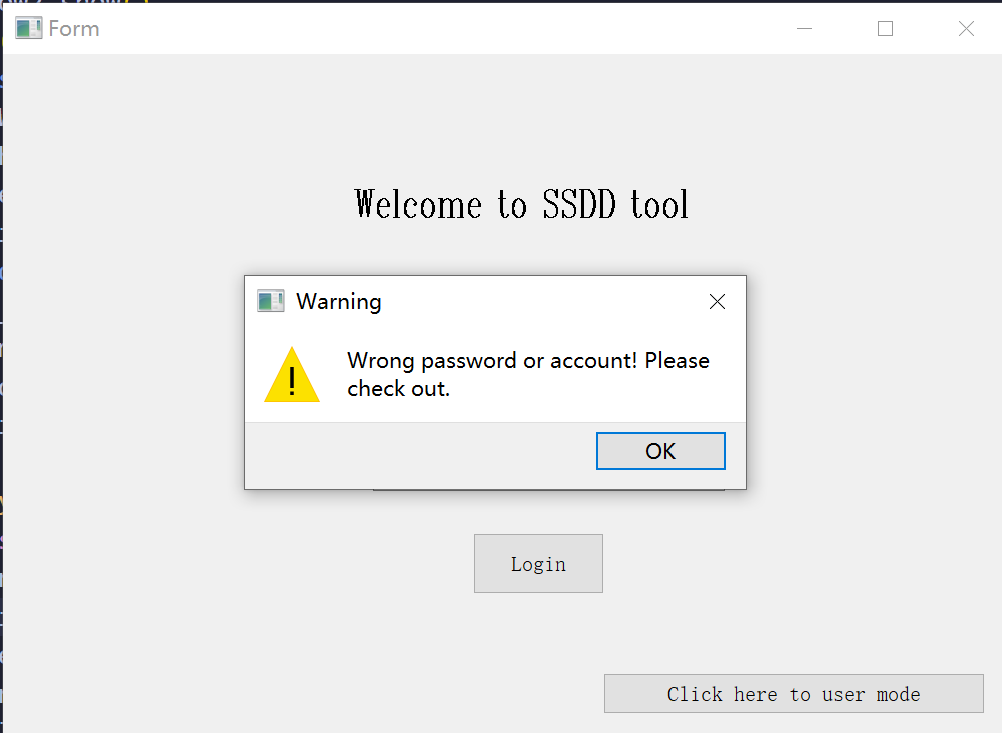 Form
Welcome to SSDD tool
Warning
Wrong password or account! Please
check out.
OK
Login
Click here to user mode